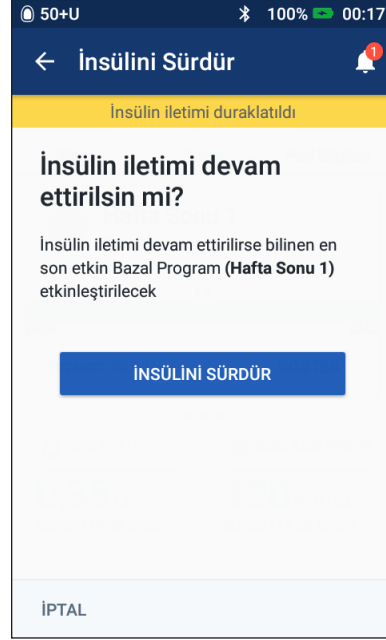 50+U 100% 00:17
İnsülini Sürdür 1
İnsülin iletimi duraklatıldı
İnsülin iletimi devam
ettirilsin mi?
İnsülin iletimi devam ettirilirse bilinen en
son etkin Bazal Program (Hafta Sonu 1)
etkinleştirilecek
İNSÜLİNİ SÜRDÜR
İPTAL